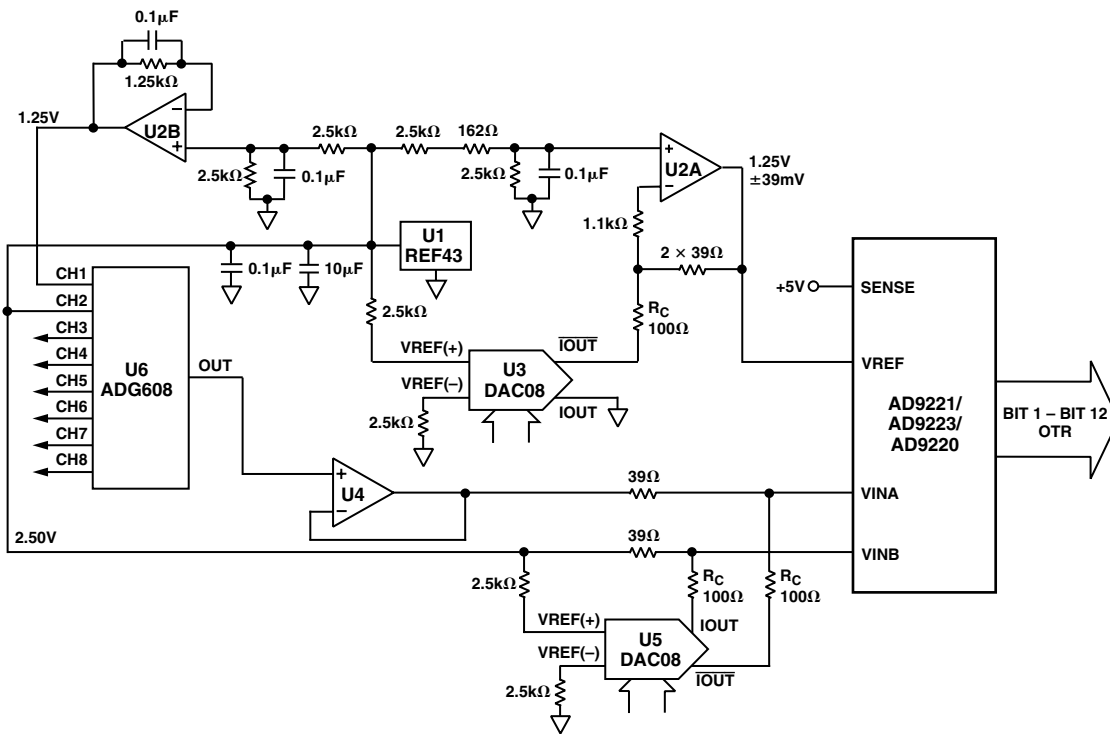 0.1µF
1.25kΩ
1.25V
–
U2B
+
2.5kΩ
2.5kΩ
162Ω
2.5kΩ
0.1µF
2.5kΩ
0.1µF
+
U2A
–
1.25V
±39mV
1.1kΩ
2 × 39Ω
U1
REF43
0.1µF
10µF
2.5kΩ
RC
100Ω
+5V
SENSE
VREF
AD9221/
AD9223/
AD9220
VINA
VINB
BIT 1 – BIT 12
OTR
CH1
CH2
CH3
CH4
CH5
CH6
CH7
CH8
U6
ADG608
OUT
VREF(+)
VREF(–)
U3
DAC08
IOUT
IOUT
2.5kΩ
+
U4
–
39Ω
2.50V
39Ω
2.5kΩ
RC
100Ω
RC
100Ω
VREF(+)
VREF(–)
U5
DAC08
IOUT
IOUT
2.5kΩ